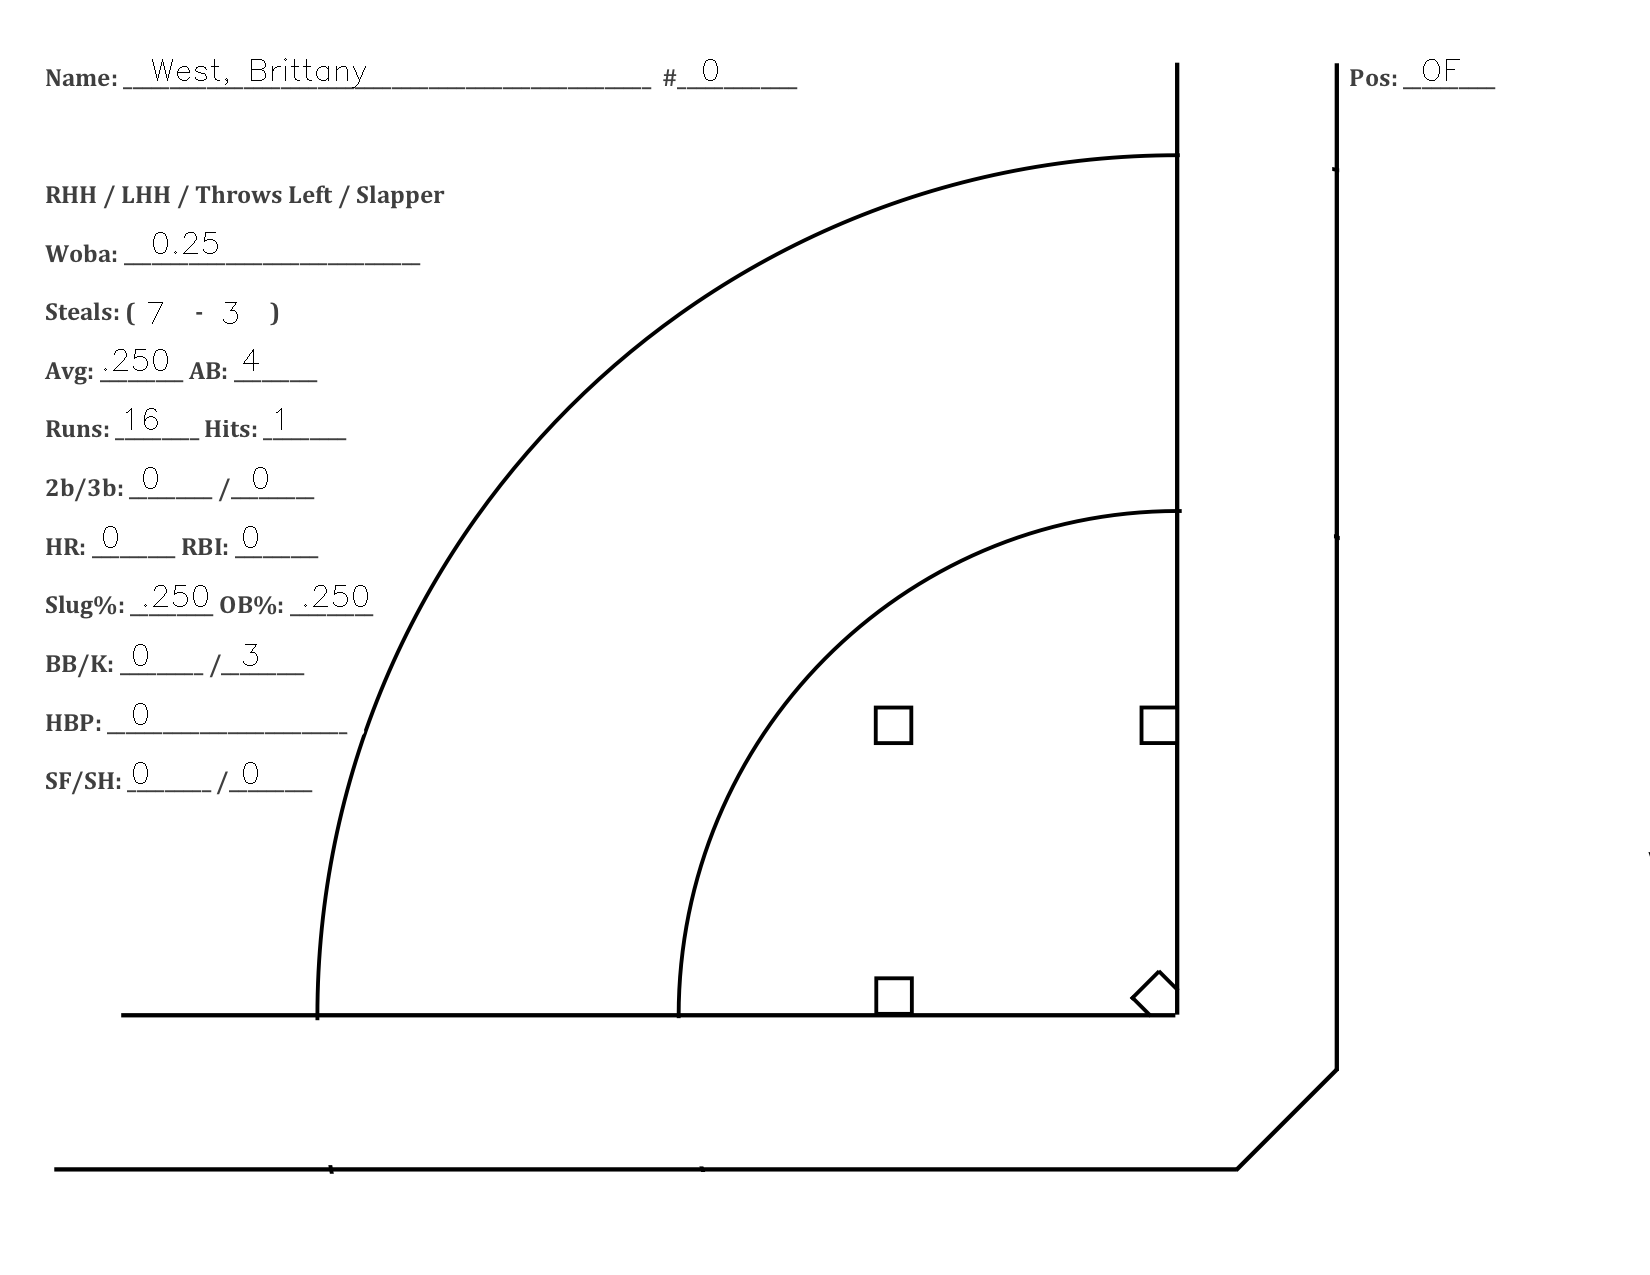 Name: West, Brittany # 0 Pos: OF
RHH / LHH / Throws Left / Slapper
Woba: 0.25
Steals: ( 7 - 3 )
Avg: .250 AB: 4
Runs: 16 Hits: 1
2b/3b: 0 / 0
HR: 0 RBI: 0
Slug%: .250 OB%: .250
BB/K: 0 / 3
HBP: 0
SF/SH: 0 / 0